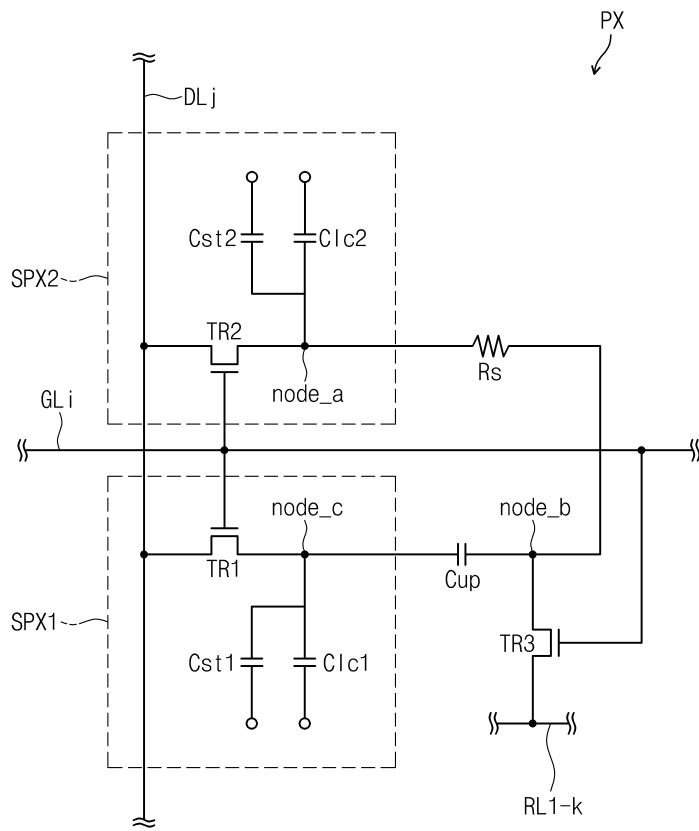 PX
DLj
Cst2
Clc2
SPX2
TR2
node_a
Rs
GLi
node_c
node_b
TR1
Cup
SPX1
TR3
Cst1
Clc1
RL1-k